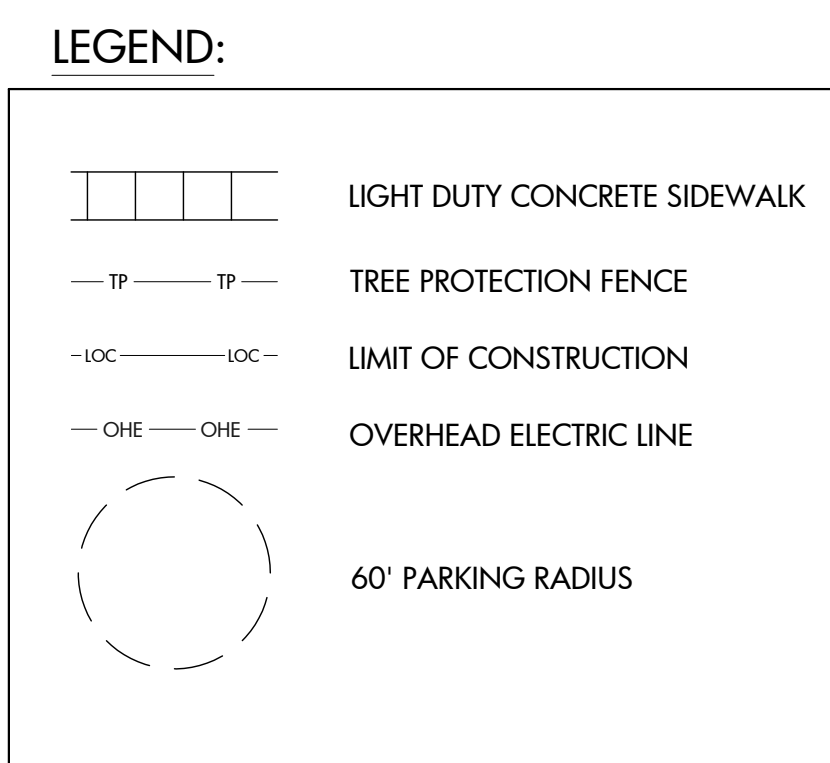 LEGEND:
LIGHT DUTY CONCRETE SIDEWALK
TP TP TREE PROTECTION FENCE
LOC LOC LIMIT OF CONSTRUCTION
OHE OHE OVERHEAD ELECTRIC LINE
60' PARKING RADIUS